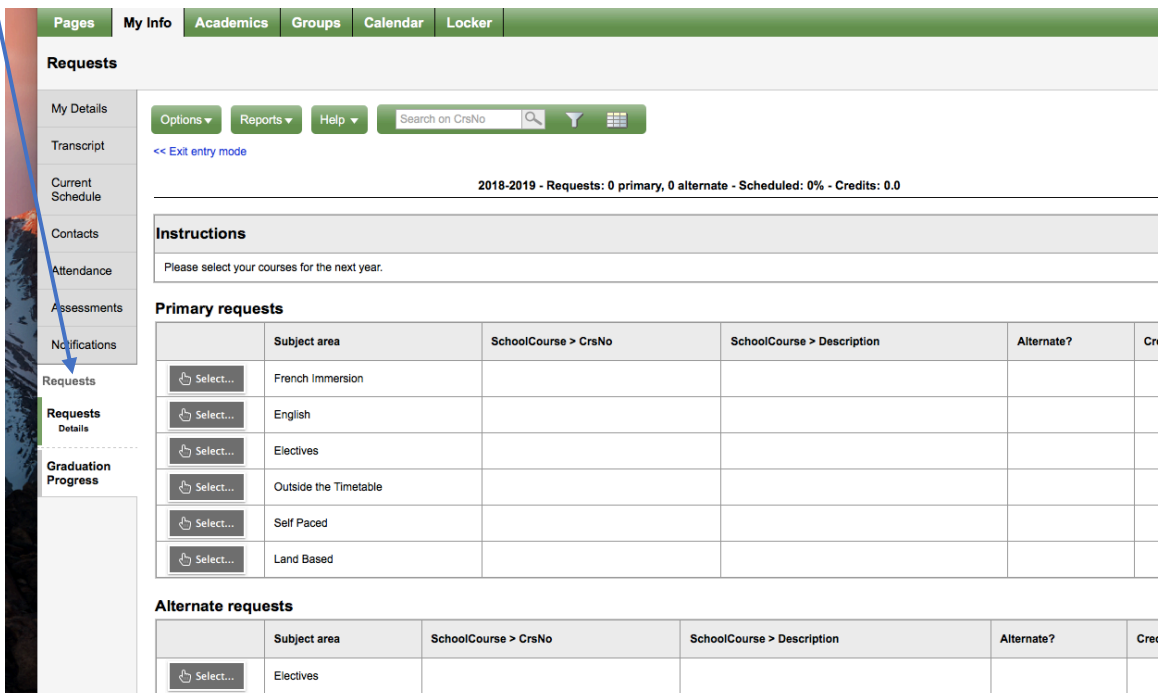 Pages My Info Academics Groups Calendar Locker
Requests
My Details
Transcript
Current
Schedule
Contacts
Attendance
Assessments
Notifications
Requests
Requests
Details
Graduation
Progress
Options Reports Help Search on CrsNo
<< Exit entry mode
2018-2019 - Requests: 0 primary, 0 alternate - Scheduled: 0% - Credits: 0.0
Instructions
Please select your courses for the next year.
Primary requests
Subject area SchoolCourse > CrsNo SchoolCourse > Description Alternate? Cre
Select... French Immersion
Select... English
Select... Electives
Select... Outside the Timetable
Select... Self Paced
Select... Land Based
Alternate requests
Subject area SchoolCourse > CrsNo SchoolCourse > Description Alternate? Cred
Select... Electives